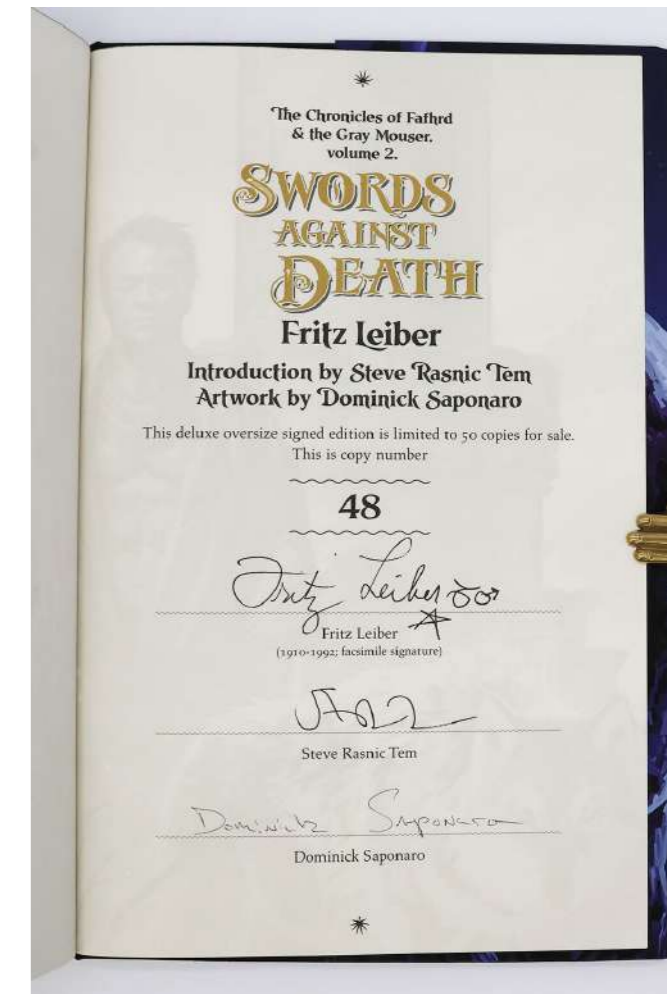 The Chronicles of Fafhrd
& the Gray Mouser,
volume 2.
SWORDS
AGAINST
DEATH
Fritz Leiber
Introduction by Steve Rasnic Tem
Artwork by Dominick Saponaro
This deluxe oversize signed edition is limited to 50 copies for sale.
This is copy number
48
Fritz Leiber
Fritz Leiber
(1910-1992; facsimile signature)
Steve Rasnic Tem
Dominick Saponaro
Dominick Saponaro